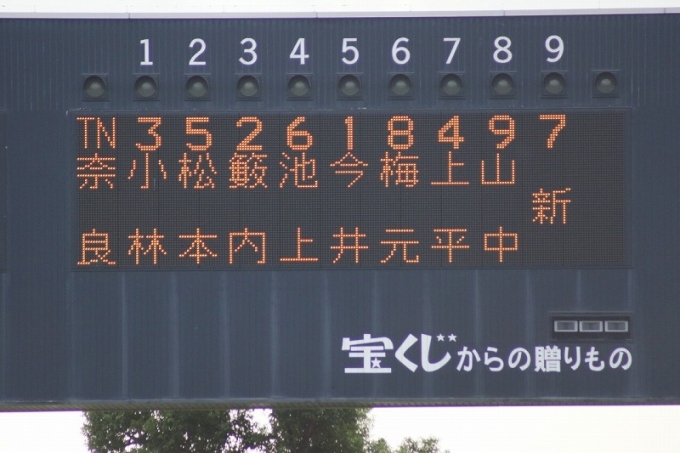 1 2 3 4 5 6 7 8 9
TN 3 5 2 6 1 8 4 9 7
奈良 小林 松本 籔内 池上 今井 梅元 上平 山中 新
宝くじからの贈りもの